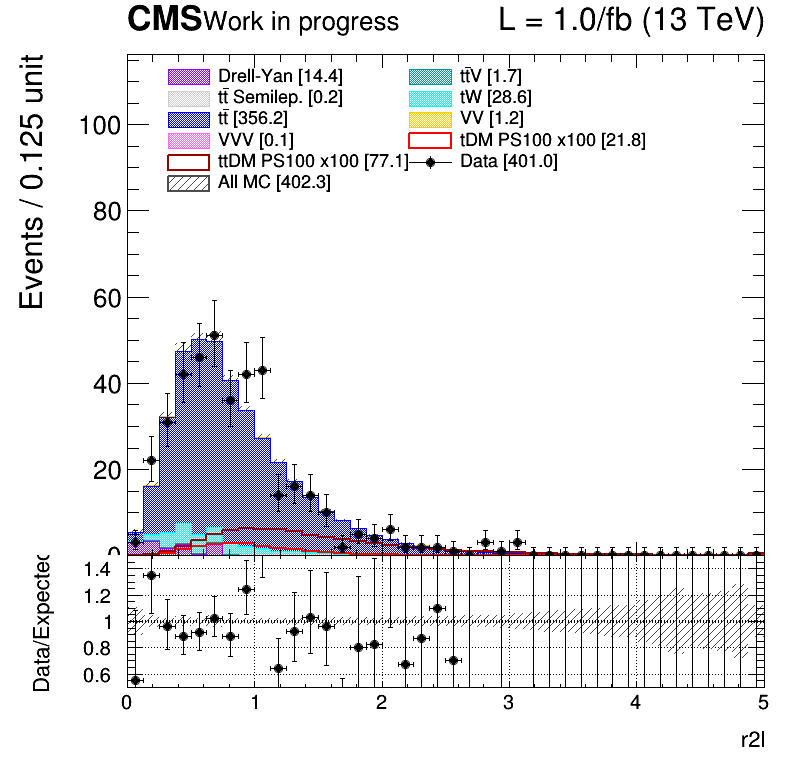 CMS Work in progress L = 1.0/fb (13 TeV)
Events / 0.125 unit
100
80
60
40
20
0
Drell-Yan [14.4] tt̄V [1.7]
tt̄ Semilep. [0.2] tW [28.6]
tt̄ [356.2] VV [1.2]
VVV [0.1] tDM PS100 x100 [21.8]
ttDM PS100 x100 [77.1] Data [401.0]
All MC [402.3]
Data/Expected
1.4
1.2
1
0.8
0.6
0 1 2 3 4 5
r2l